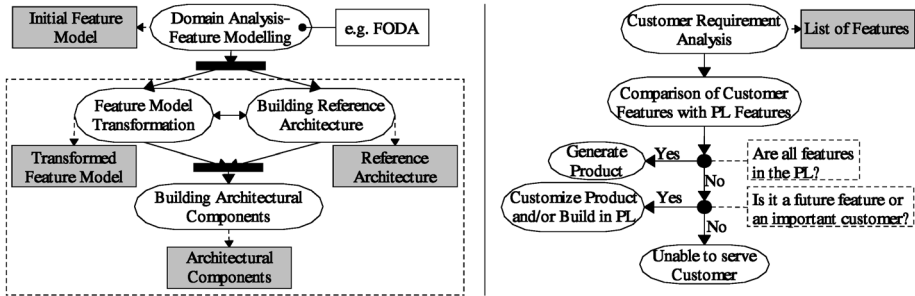 Initial Feature
Model
Domain Analysis-
Feature Modelling
e.g. FODA
Feature Model
Transformation
Building Reference
Architecture
Transformed
Feature Model
Reference
Architecture
Building Architectural
Components
Architectural
Components
Customer Requirement
Analysis
List of Features
Comparison of Customer
Features with PL Features
Generate
Product
Yes
Are all features
in the PL?
No
Customize Product
and/or Build in PL
Yes
Is it a future feature or
an important customer?
No
Unable to serve
Customer